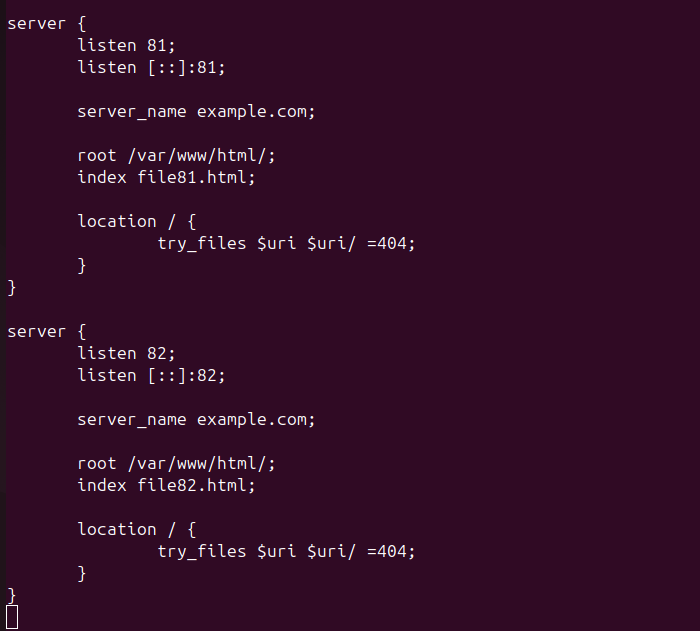 server {
        listen 81;
        listen [::]:81;

        server_name example.com;

        root /var/www/html/;
        index file81.html;

        location / {
                try_files $uri $uri/ =404;
        }
}

server {
        listen 82;
        listen [::]:82;

        server_name example.com;

        root /var/www/html/;
        index file82.html;

        location / {
                try_files $uri $uri/ =404;
        }
}